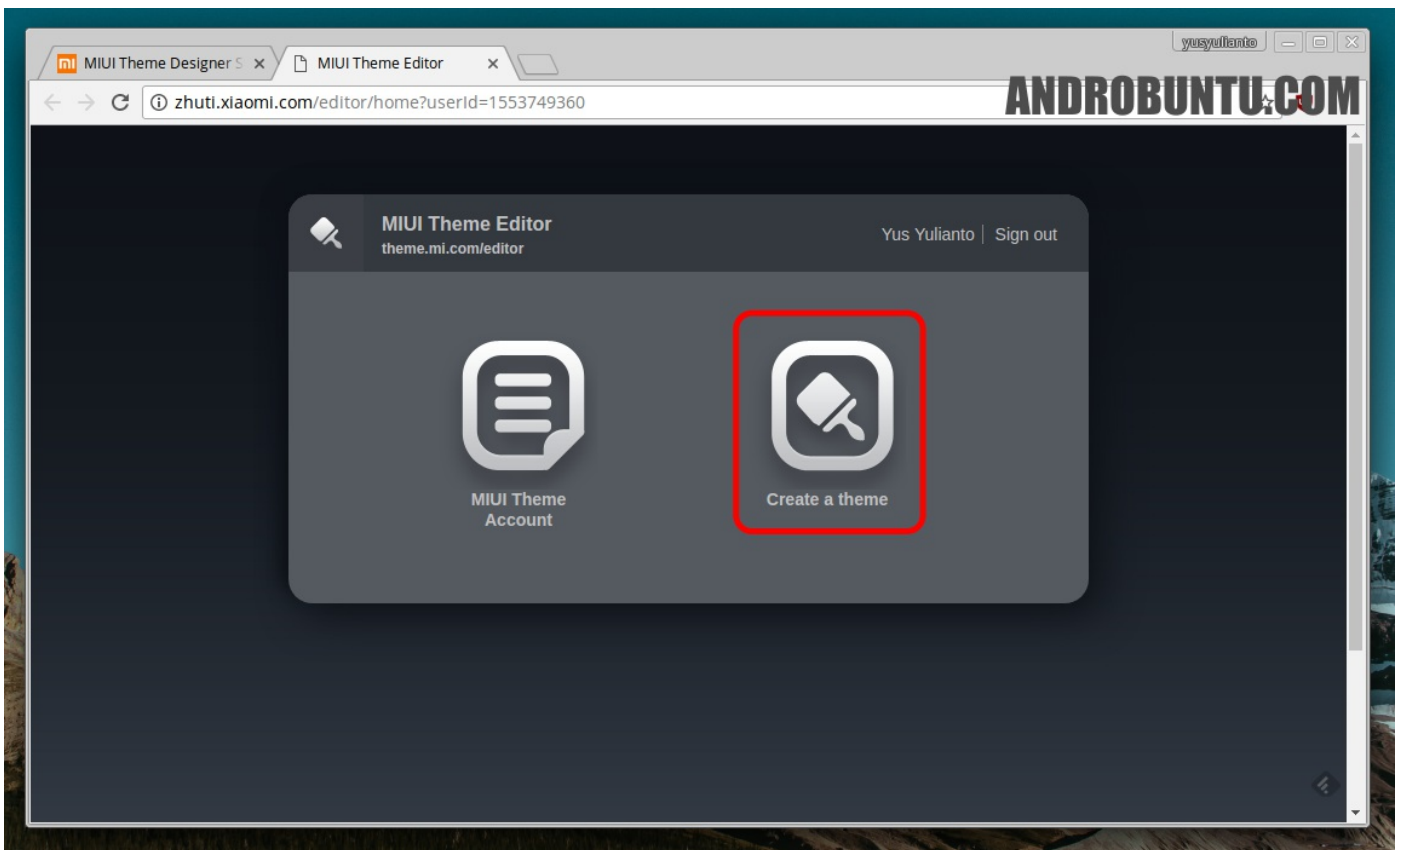 yusyulianto
MIUI Theme Designer S
MIUI Theme Editor
zhuti.xiaomi.com/editor/home?userId=1553749360
ANDROBUNTU.COM
MIUI Theme Editor
theme.mi.com/editor
Yus Yulianto | Sign out
MIUI Theme
Account
Create a theme